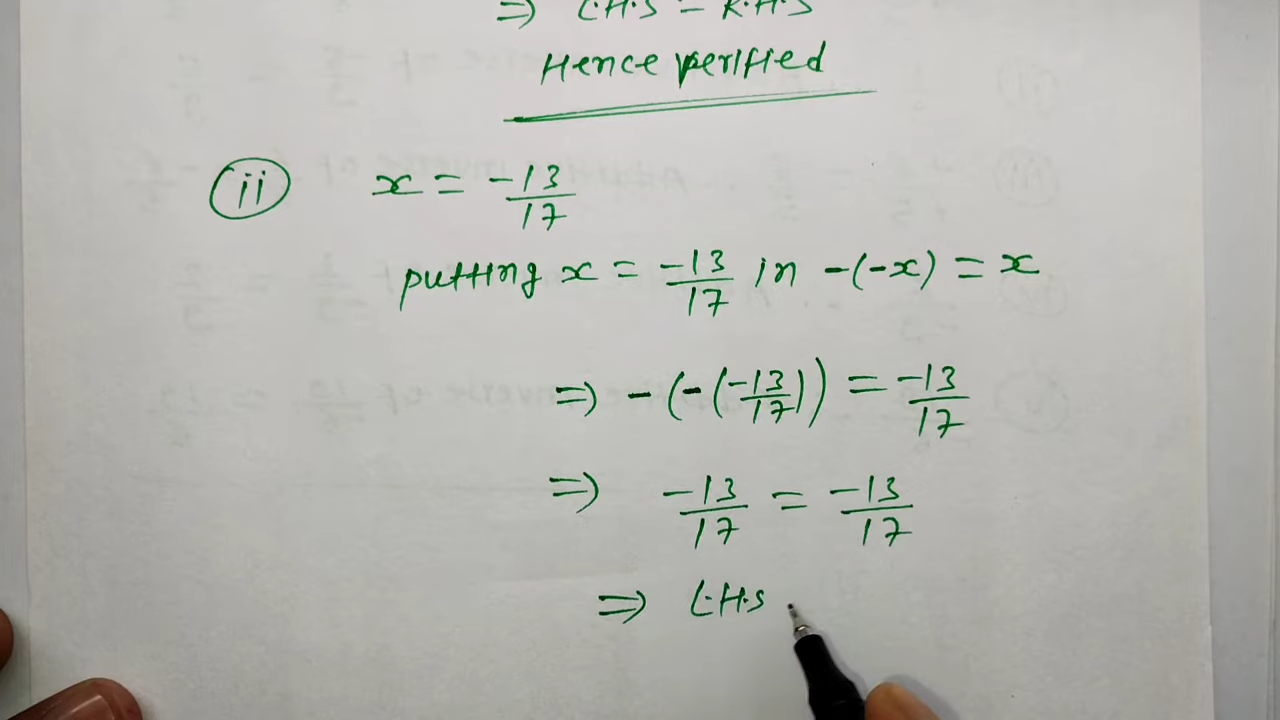 ⇒ L.H.S = R.H.S
Hence verified
(ii) x = -13/17
putting x = -13/17 in -(-x) = x
⇒ -(-(-13/17)) = -13/17
⇒ -13/17 = -13/17
⇒ L.H.S